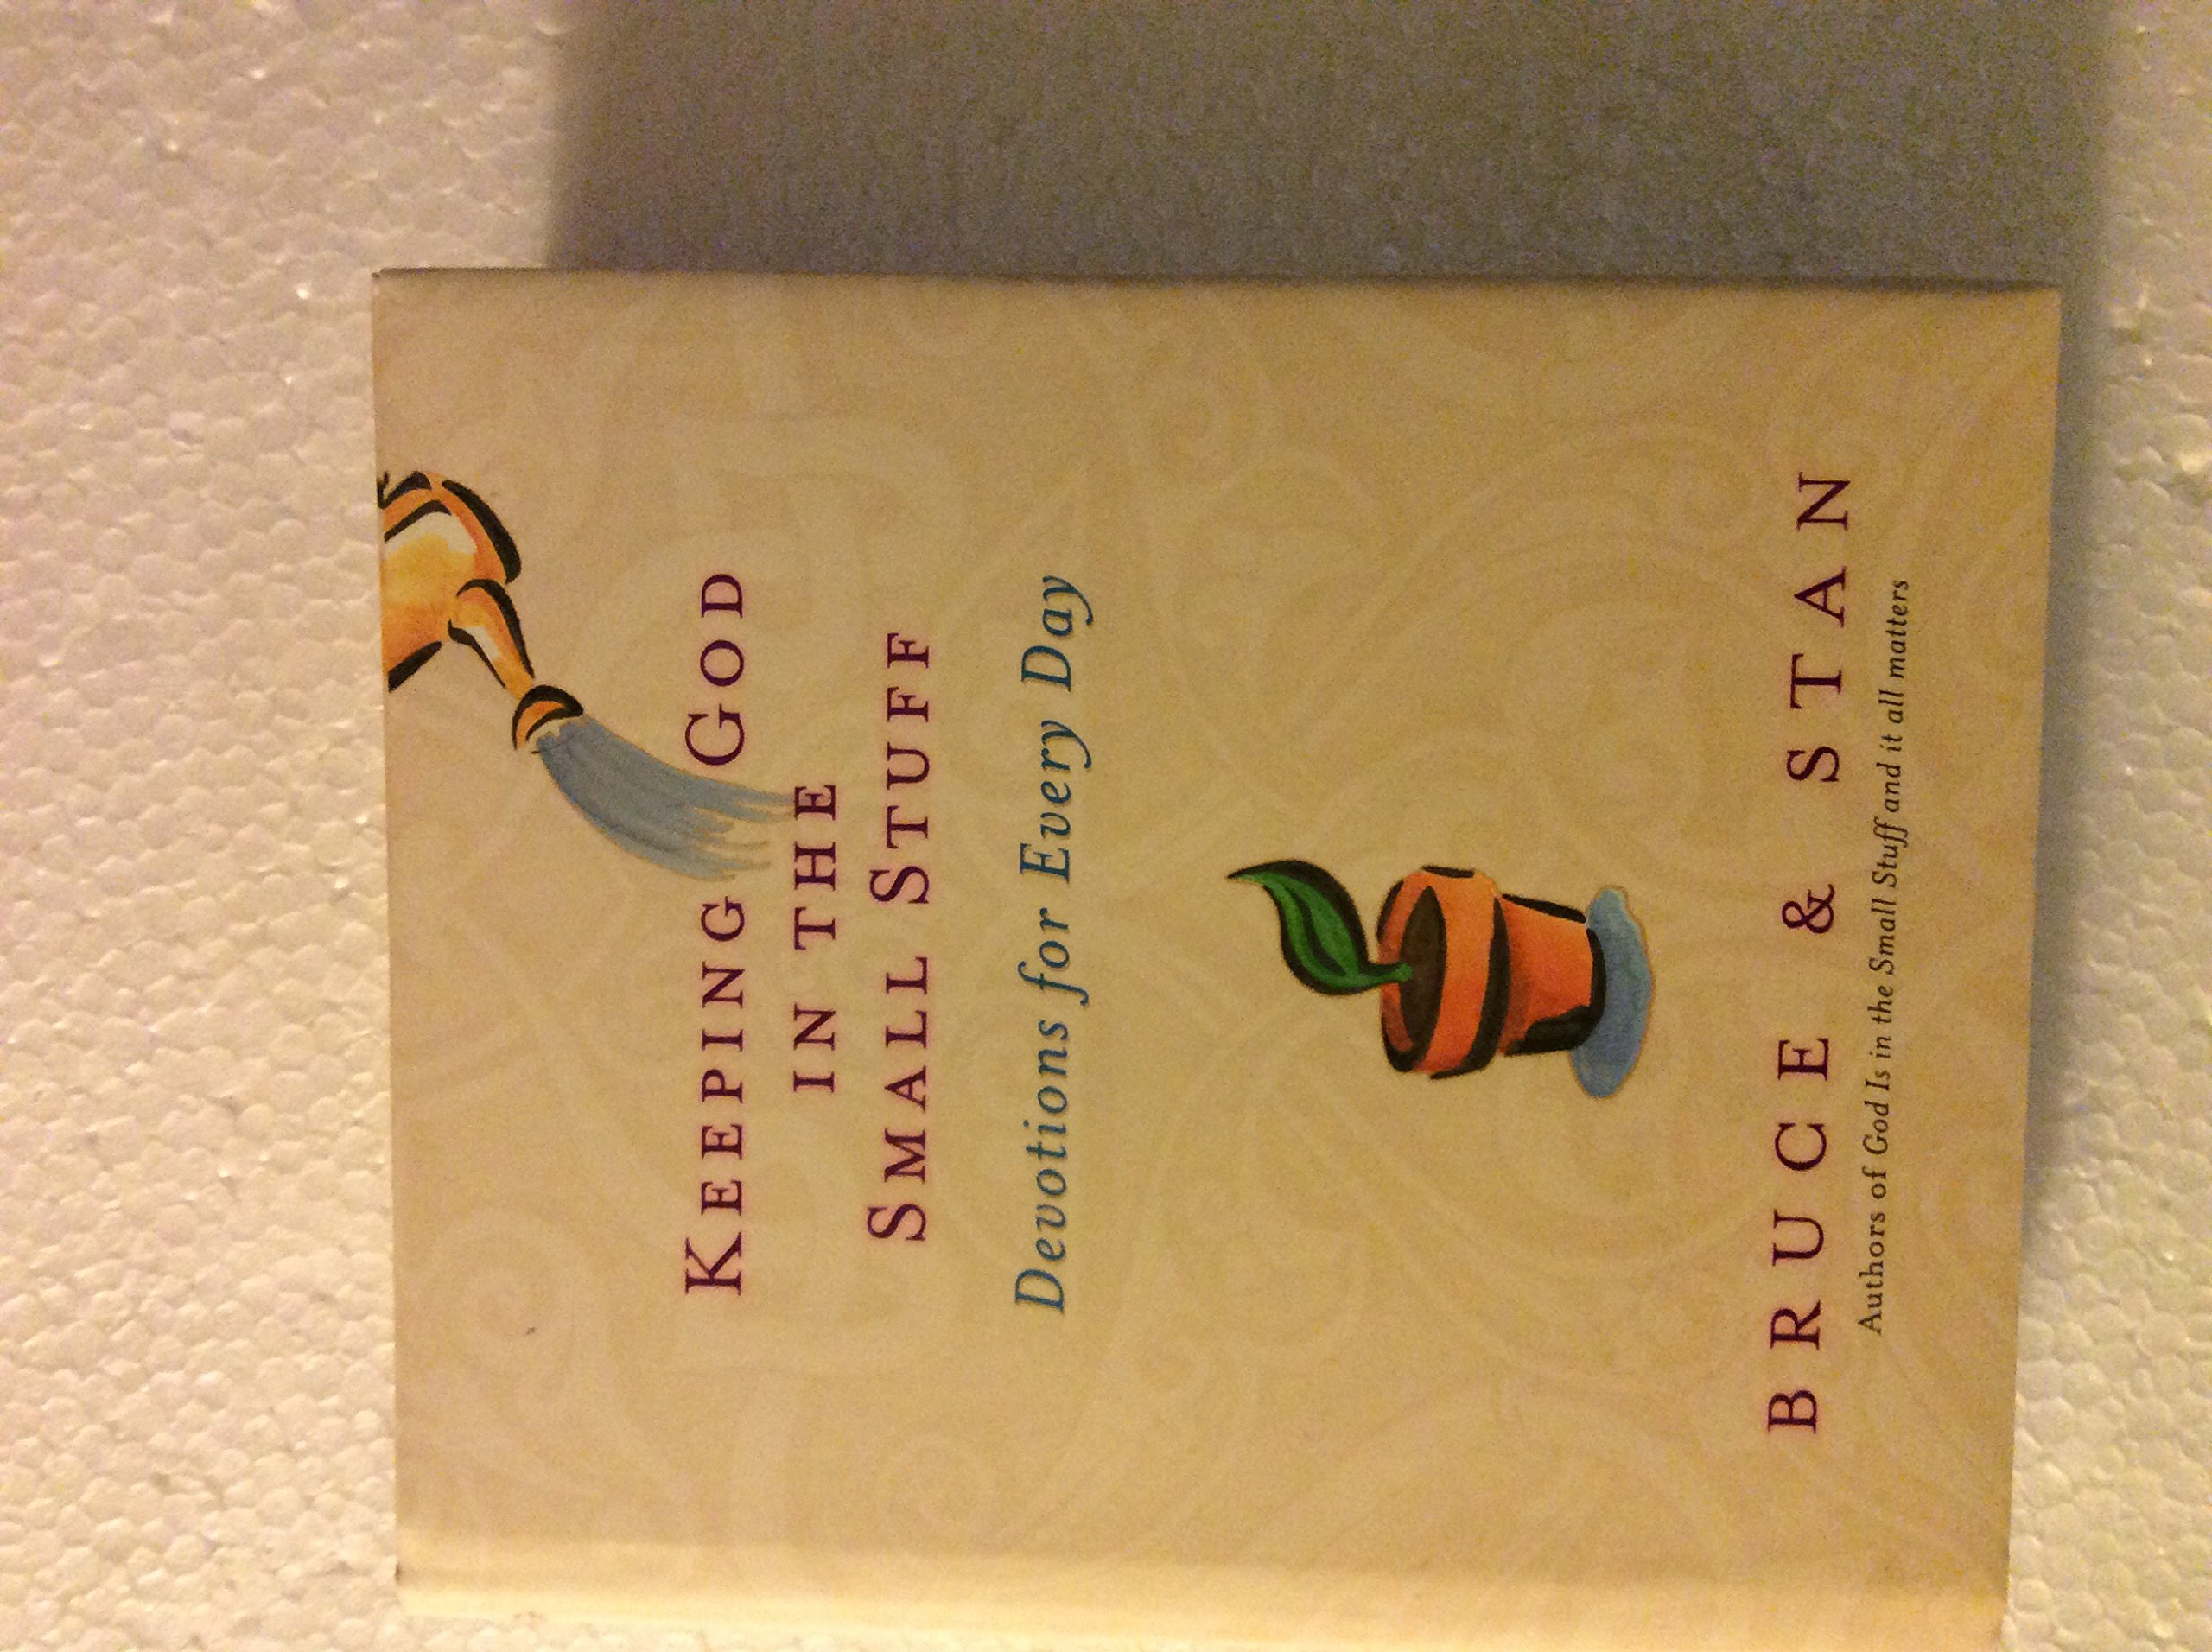 KEEPING GOD
IN THE
SMALL STUFF
Devotions for Every Day
BRUCE & STAN
Authors of God Is in the Small Stuff and it all matters